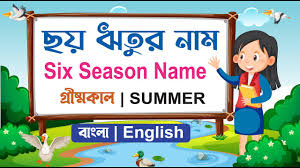 ছয় ঋতুর নাম
Six Season Name
গ্রীষ্মকাল | SUMMER
বাংলা | English